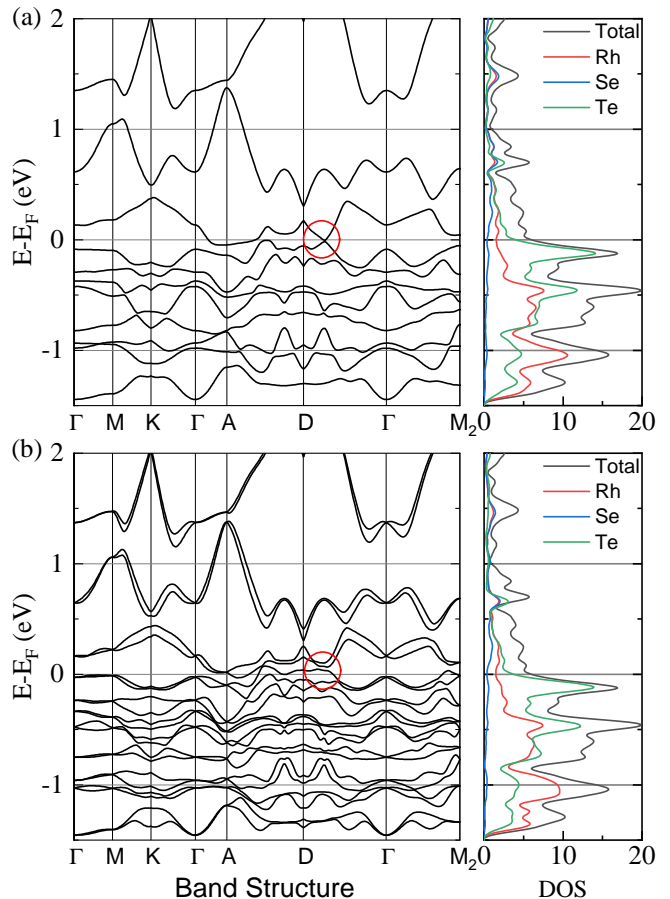 (a)
2
1
0
-1
E-E_F (eV)
Γ M K Γ A D Γ M_2
Total
Rh
Se
Te
0 10 20
(b)
2
1
0
-1
E-E_F (eV)
Γ M K Γ A D Γ M_2
Band Structure
Total
Rh
Se
Te
0 10 20
DOS